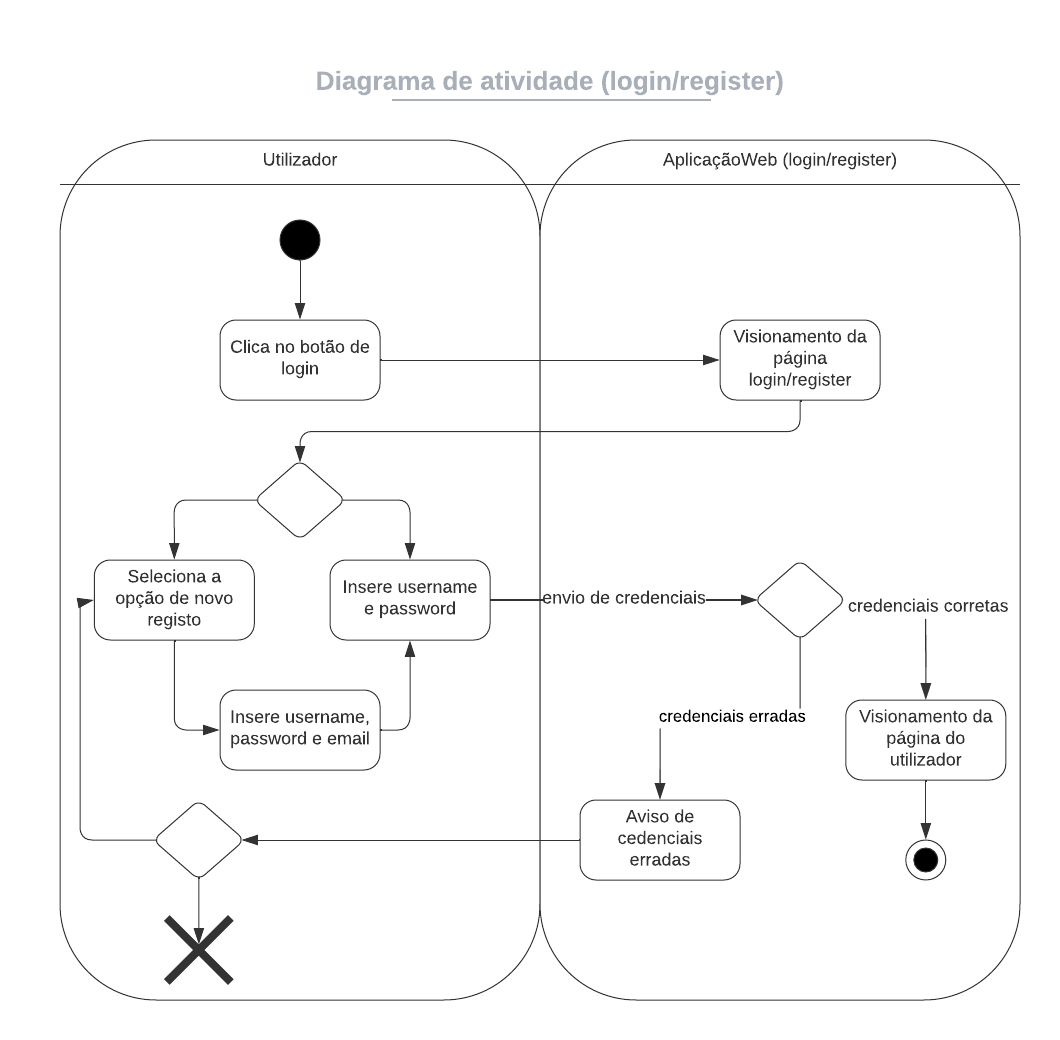 Diagrama de atividade (login/register)
Utilizador
AplicaçãoWeb (login/register)
Clica no botão de
login
Visionamento da
página
login/register
Seleciona a
opção de novo
registo
Insere username
e password
envio de credenciais
credenciais corretas
Insere username,
password e email
credenciais erradas
Visionamento da
página do
utilizador
Aviso de
cedenciais
erradas